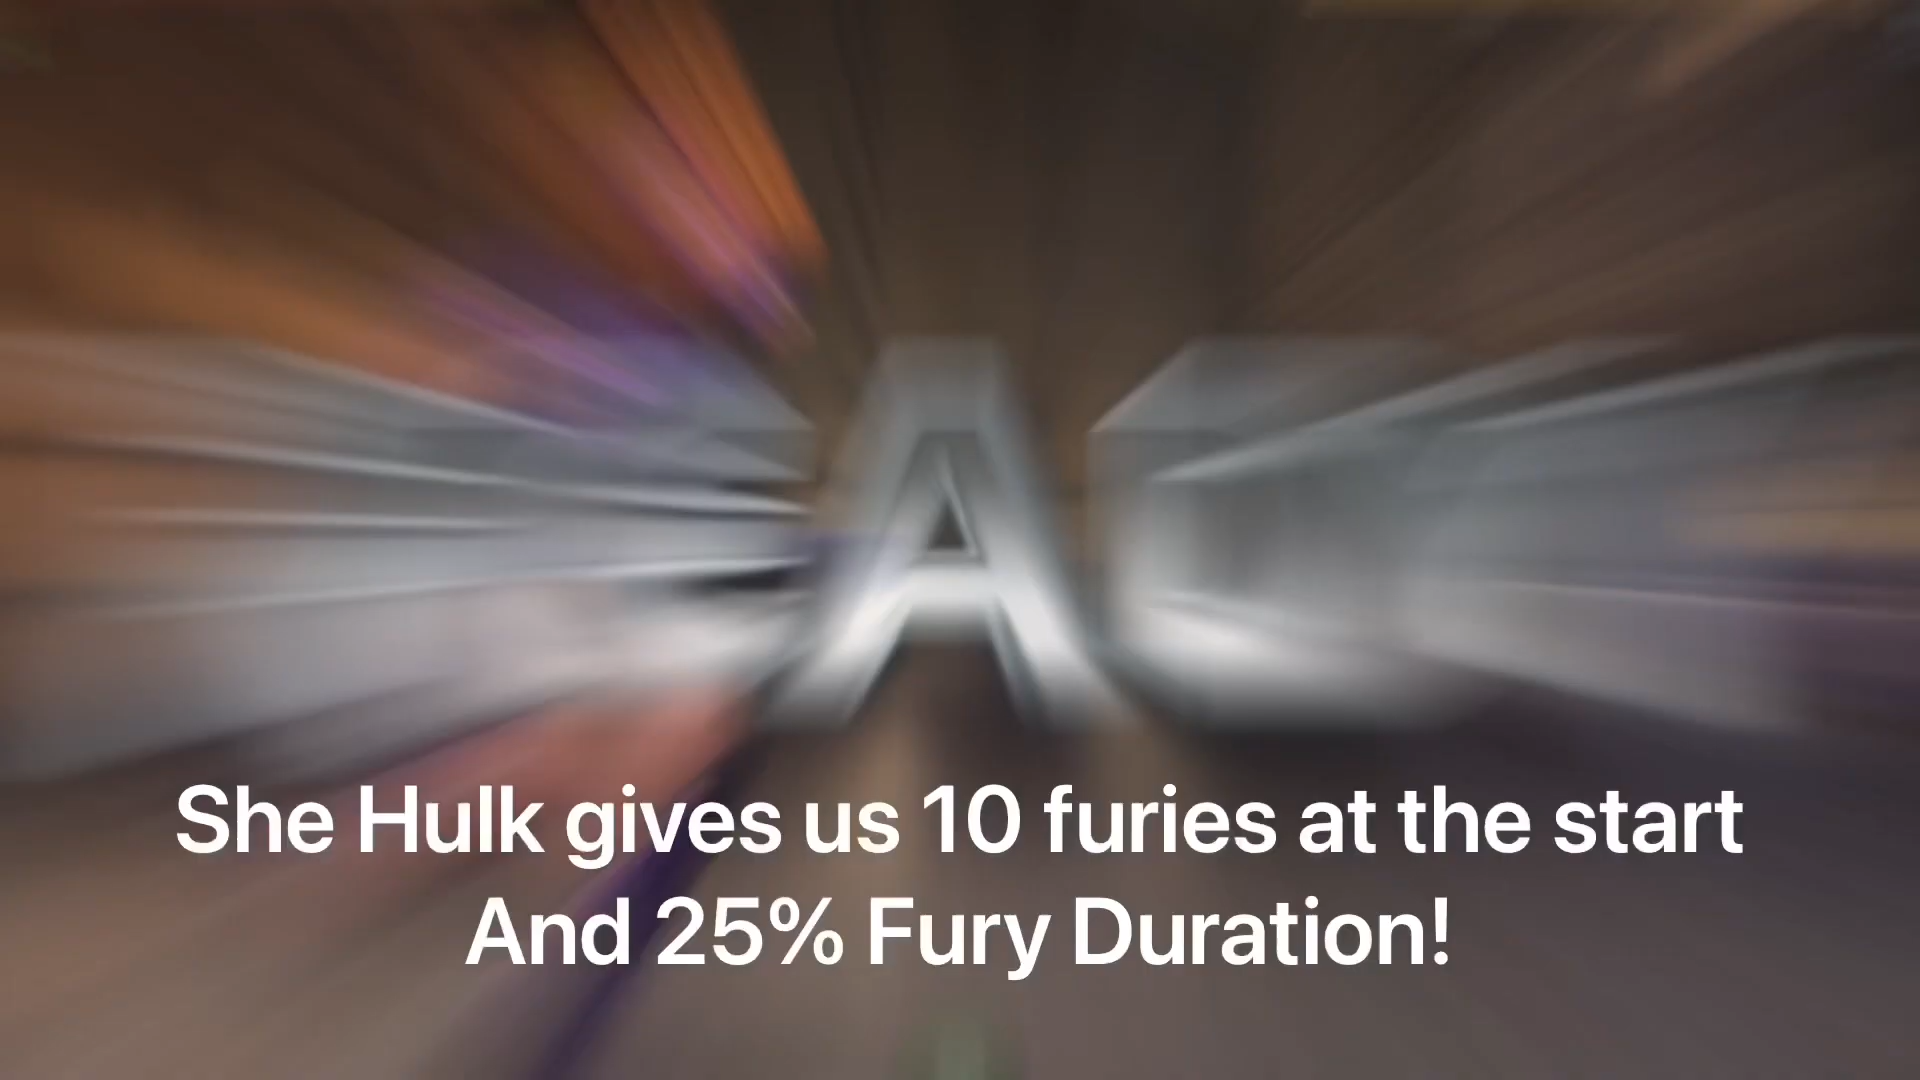 She Hulk gives us 10 furies at the start
And 25% Fury Duration!